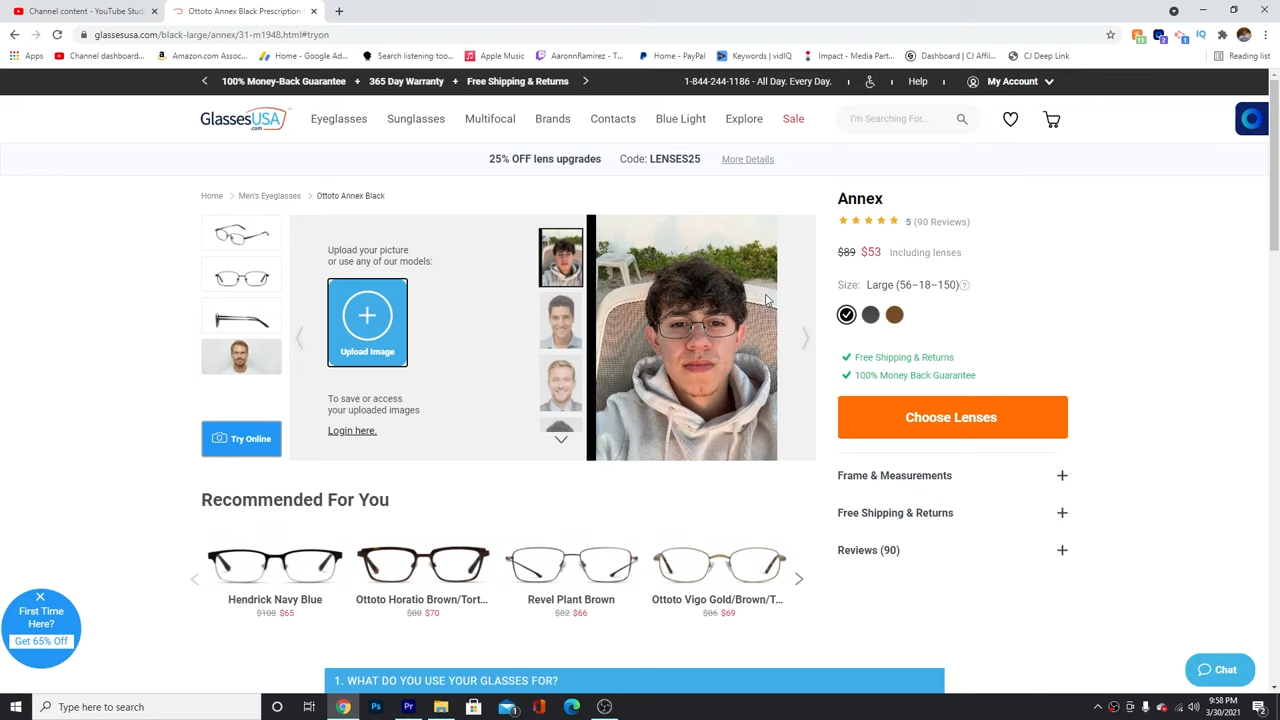 Channel content - YouTube Studi
Ottoto Annex Black Prescription E
glassesusa.com/black-large/annex/31-m1948.html#tryon
Apps
Channel dashboard...
Amazon.com Assoc...
Home - Google Ad...
Search listening too...
Apple Music
AaronnRamirez - T...
Home - PayPal
Keywords | vidIQ
Impact - Media Part...
Dashboard | CJ Affil...
CJ Deep Link
Reading list
100% Money-Back Guarantee + 365 Day Warranty + Free Shipping & Returns
1-844-244-1186 - All Day. Every Day.
Help
My Account
GlassesUSA
.com
Eyeglasses
Sunglasses
Multifocal
Brands
Contacts
Blue Light
Explore
Sale
I'm Searching For...
25% OFF lens upgrades Code: LENSES25 More Details
Home > Men's Eyeglasses > Ottoto Annex Black
Upload your picture
or use any of our models:
Upload Image
To save or access
your uploaded images
Login here.
Try Online
Annex
5 (90 Reviews)
$89 $53 Including lenses
Size: Large (56-18-150)
Free Shipping & Returns
100% Money Back Guarantee
Choose Lenses
Frame & Measurements +
Free Shipping & Returns +
Reviews (90) +
Recommended For You
Hendrick Navy Blue
$108 $65
Ottoto Horatio Brown/Tort...
$88 $70
Revel Plant Brown
$82 $66
Ottoto Vigo Gold/Brown/T...
$86 $69
First Time
Here?
Get 65% Off
1. WHAT DO YOU USE YOUR GLASSES FOR?
Chat
Type here to search
9:58 PM
3/30/2021